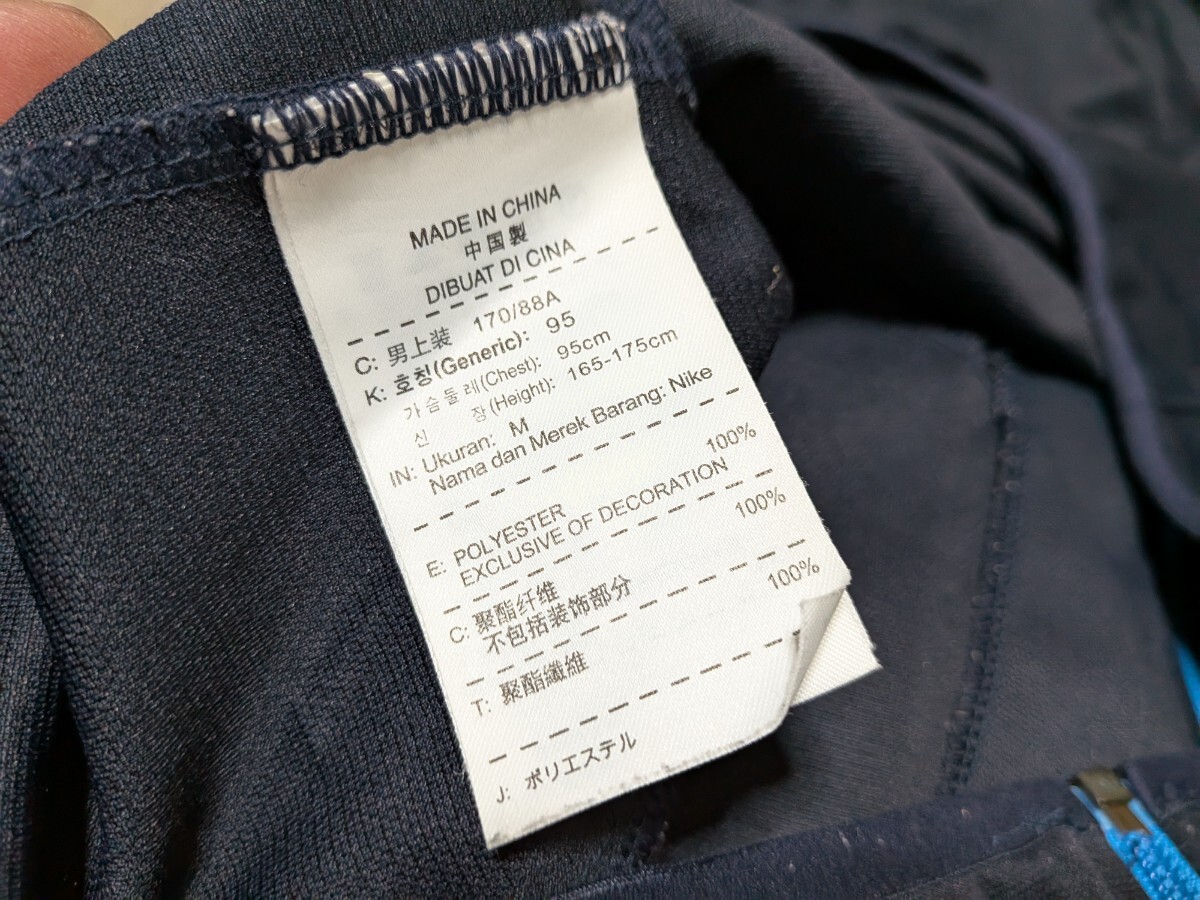 MADE IN CHINA
中国製
DIBUAT DI CINA
C: 男上装 170/88A
K: 호칭(Generic): 95
가슴둘레(Chest): 95cm
신 장(Height): 165-175cm
IN: Ukuran: M
Nama dan Merek Barang: Nike
100%
E: POLYESTER
EXCLUSIVE OF DECORATION
100%
C: 聚酯纤维
不包括装饰部分
100%
T: 聚酯纖維
J: ポリエステル